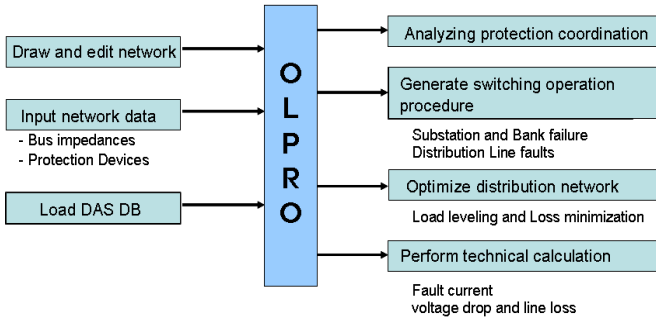 Draw and edit network
Input network data
- Bus impedances
- Protection Devices
Load DAS DB
OLPRO
Analyzing protection coordination
Generate switching operation
procedure
Substation and Bank failure
Distribution Line faults
Optimize distribution network
Load leveling and Loss minimization
Perform technical calculation
Fault current
voltage drop and line loss